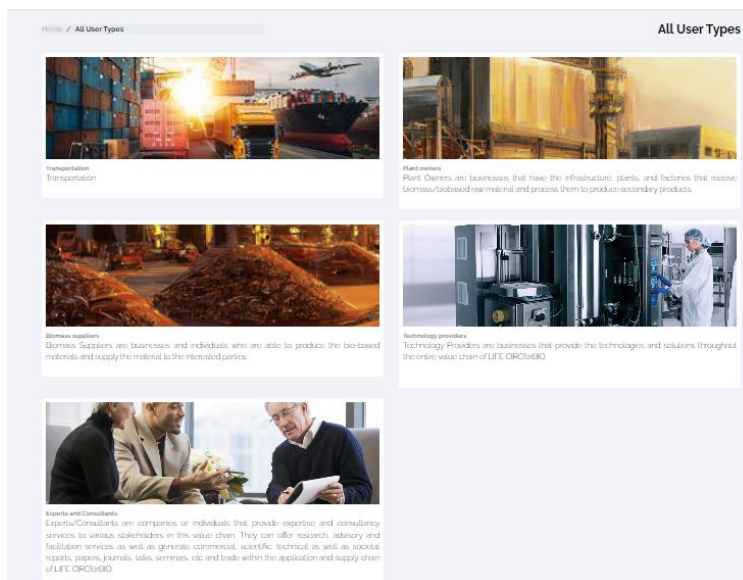 Home / All User Types
All User Types
Transportation
Transportation
Plant owners
Plant Owners are businesses that have the infrastructure, plants, and factories that receive
biomass/biobased raw material and process them to produce secondary products.
Biomass suppliers
Biomass Suppliers are businesses and individuals who are able to produce the bio-based
materials and supply the material to the interested parties.
Technology providers
Technology Providers are businesses that provide the technologies and solutions throughout
the entire value chain of LIFE CIRCforBIO
Experts and Consultants
Experts/Consultants are companies or individuals that provide expertise and consultancy
services to various stakeholders in this value chain. They can offer research, advisory and
facilitation services as well as generate commercial, scientific, technical as well as societal
reports, papers, journals, talks, seminars, etc and trade within the application and supply chain
of LIFE CIRCforBIO